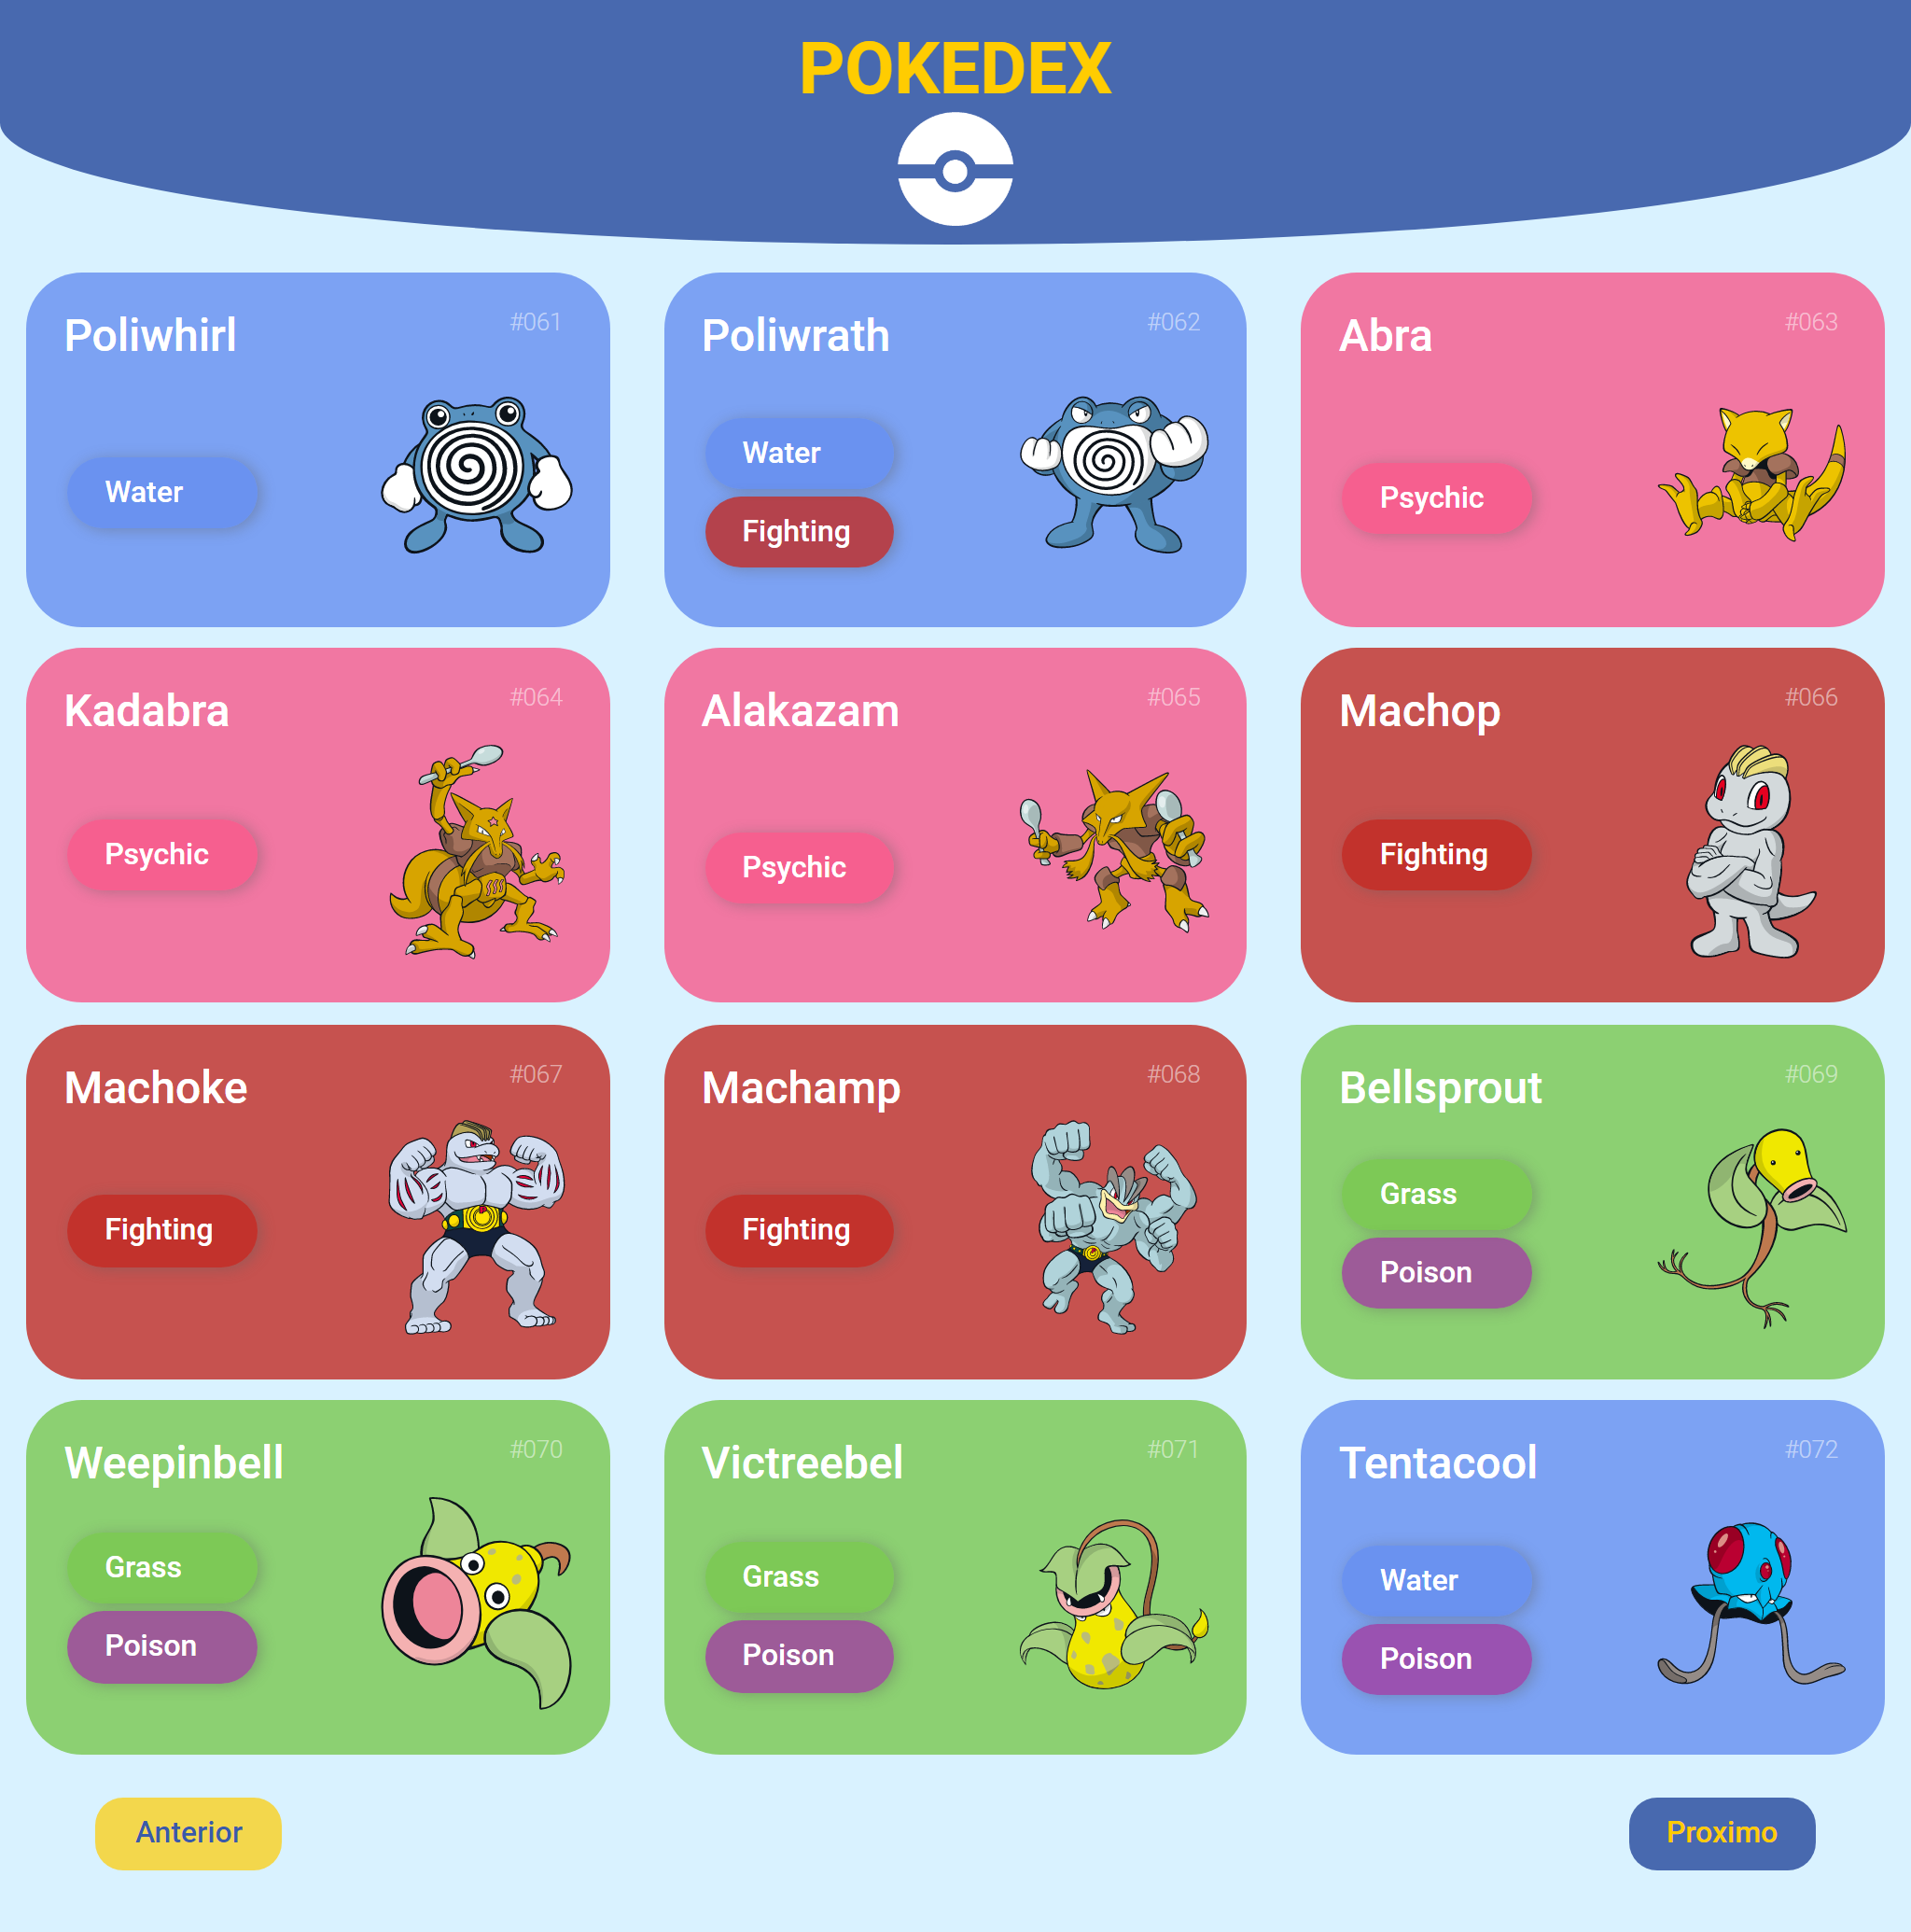 POKEDEX
Poliwhirl
#061
Water
Poliwrath
#062
Water
Fighting
Abra
#063
Psychic
Kadabra
#064
Psychic
Alakazam
#065
Psychic
Machop
#066
Fighting
Machoke
#067
Fighting
Machamp
#068
Fighting
Bellsprout
#069
Grass
Poison
Weepinbell
#070
Grass
Poison
Victreebel
#071
Grass
Poison
Tentacool
#072
Water
Poison
Anterior
Proximo